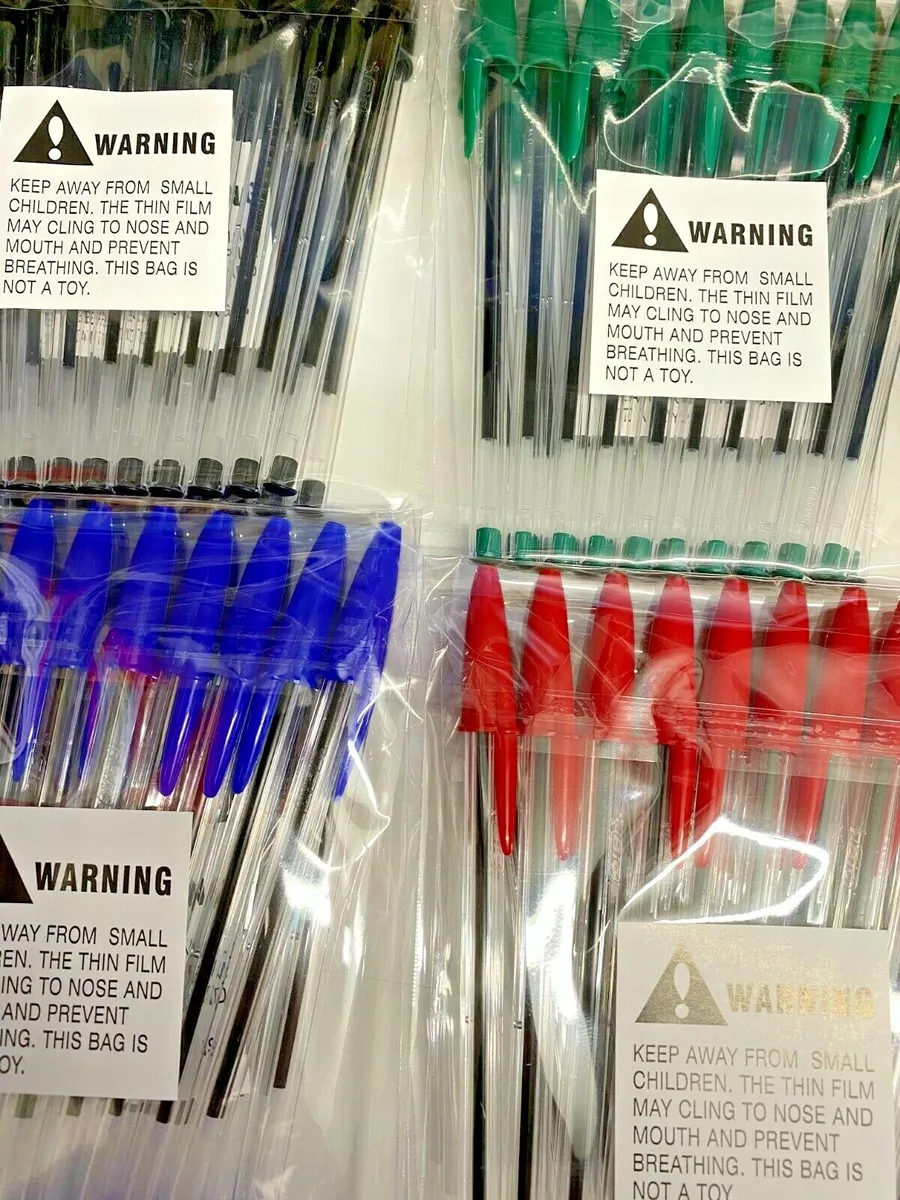 WARNING
KEEP AWAY FROM SMALL
CHILDREN. THE THIN FILM
MAY CLING TO NOSE AND
MOUTH AND PREVENT
BREATHING. THIS BAG IS
NOT A TOY.
WARNING
KEEP AWAY FROM SMALL
CHILDREN. THE THIN FILM
MAY CLING TO NOSE AND
MOUTH AND PREVENT
BREATHING. THIS BAG IS
NOT A TOY.
WARNING
WAY FROM SMALL
EN. THE THIN FILM
ING TO NOSE AND
AND PREVENT
ING. THIS BAG IS
OY.
WARNING
KEEP AWAY FROM SMALL
CHILDREN. THE THIN FILM
MAY CLING TO NOSE AND
MOUTH AND PREVENT
BREATHING. THIS BAG IS
NOT A TOY.